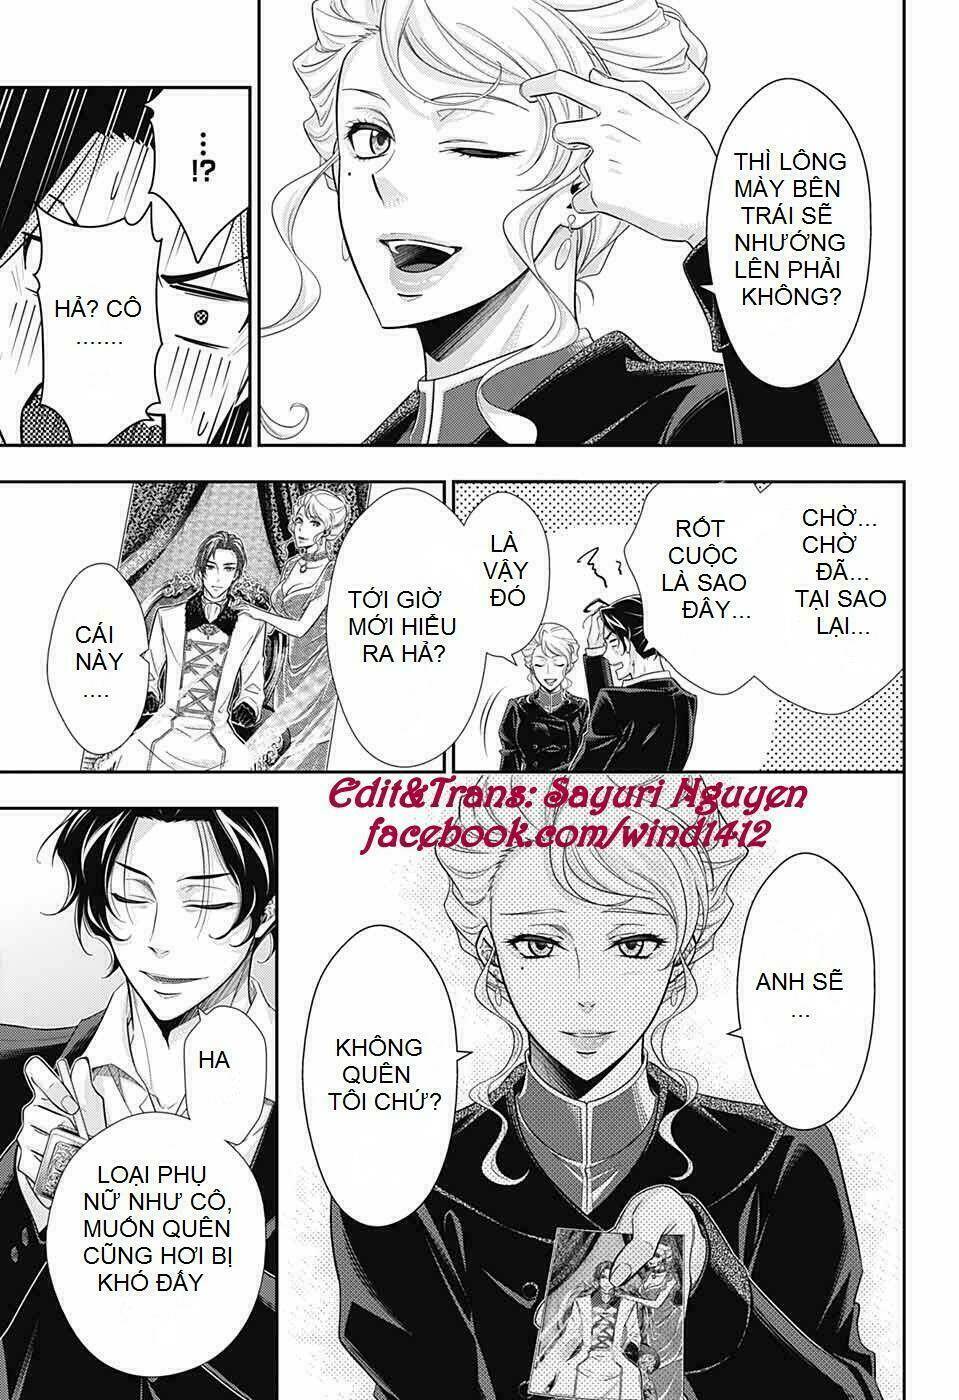 THÌ LÔNG
MÀY BÊN
TRÁI SẼ
NHƯỚNG
LÊN PHẢI
KHÔNG?
...!?
HẢ? CÔ
.......
CHỜ...
CHỜ
ĐÃ...
TẠI SAO
LẠI...
RỐT
CUỘC
LÀ SAO
ĐÂY...
LÀ
VẬY
ĐÓ
TỚI GIỜ
MỚI HIỂU
RA HẢ?
CÁI
NÀY
....
Edit&Trans: Sayuri Nguyen
facebook.com/wind1412
ANH SẼ
...
KHÔNG
QUÊN
TÔI CHỨ?
HA
LOẠI PHỤ
NỮ NHƯ CÔ,
MUỐN QUÊN
CŨNG HƠI BỊ
KHÓ ĐẤY